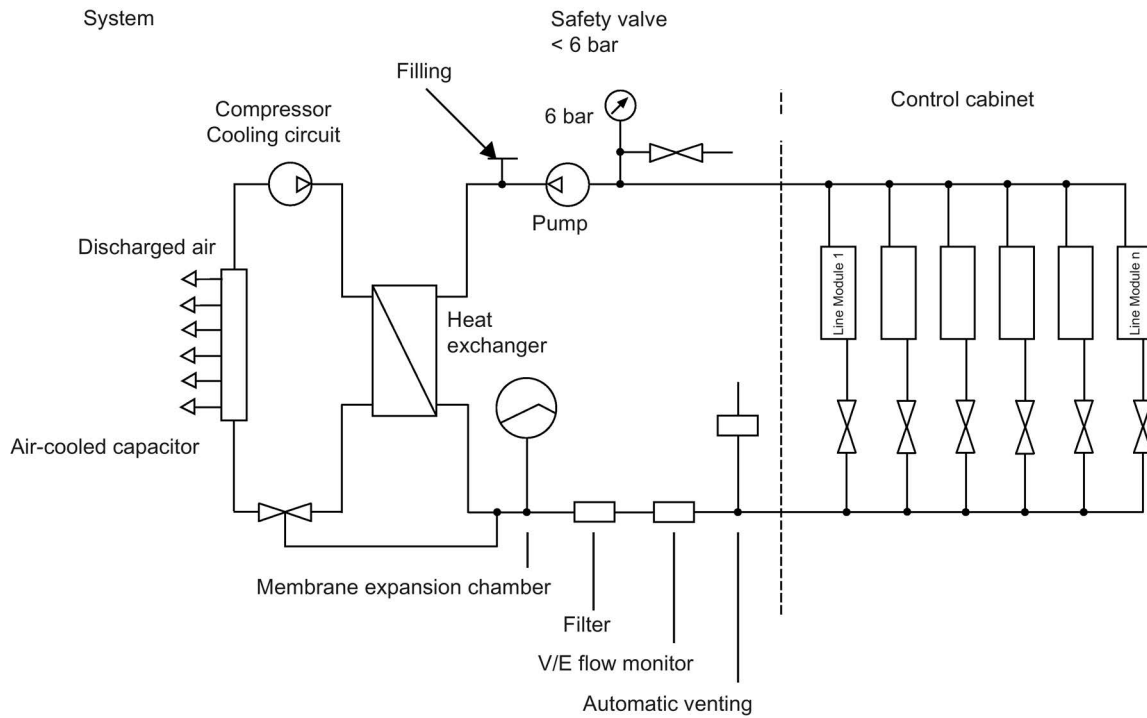 System
Safety valve
< 6 bar
Filling
Compressor
Cooling circuit
6 bar
Control cabinet
Pump
Discharged air
Line Module 1
Line Module n
Heat
exchanger
Air-cooled capacitor
Membrane expansion chamber
Filter
V/E flow monitor
Automatic venting